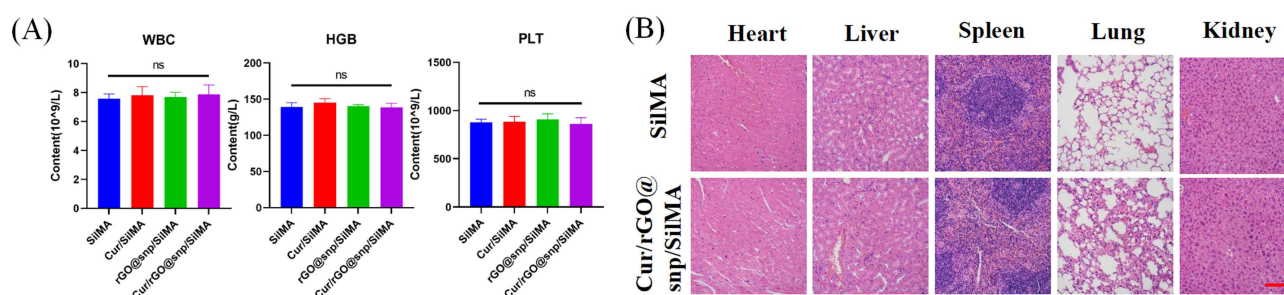 (A)
WBC
ns
Content(10^9/L)
8
6
4
2
0
SilMA
Cur/SilMA
rGO@snp/SilMA
Cur/rGO@snp/SilMA
HGB
ns
Content(g/L)
200
150
100
50
0
SilMA
Cur/SilMA
rGO@snp/SilMA
Cur/rGO@snp/SilMA
PLT
ns
Content(10^9/L)
1500
1000
500
0
SilMA
Cur/SilMA
rGO@snp/SilMA
Cur/rGO@snp/SilMA
(B)
Heart Liver Spleen Lung Kidney
SilMA
Cur/rGO@
snp/SilMA